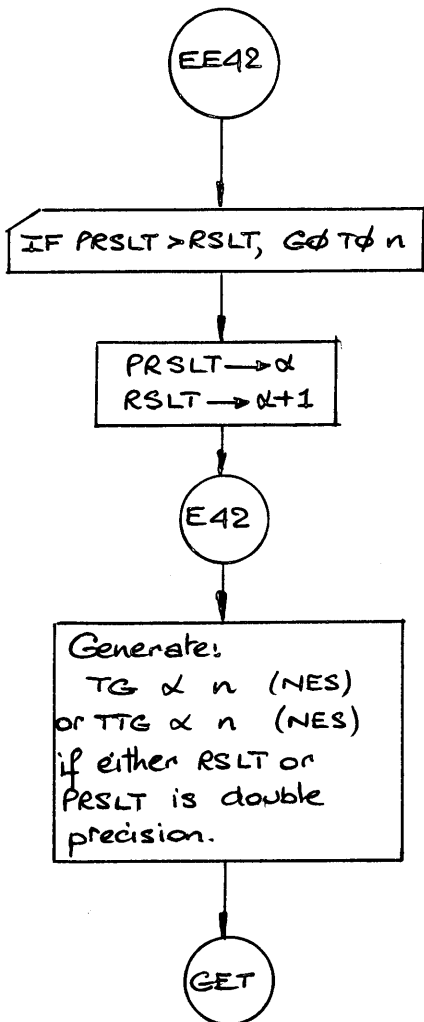 EE42
IF PRSLT > RSLT, GØ TØ n
PRSLT → α
RSLT → α+1
E42
Generate:
TG α n (NES)
or TTG α n (NES)
if either RSLT or
PRSLT is double
precision.
GET